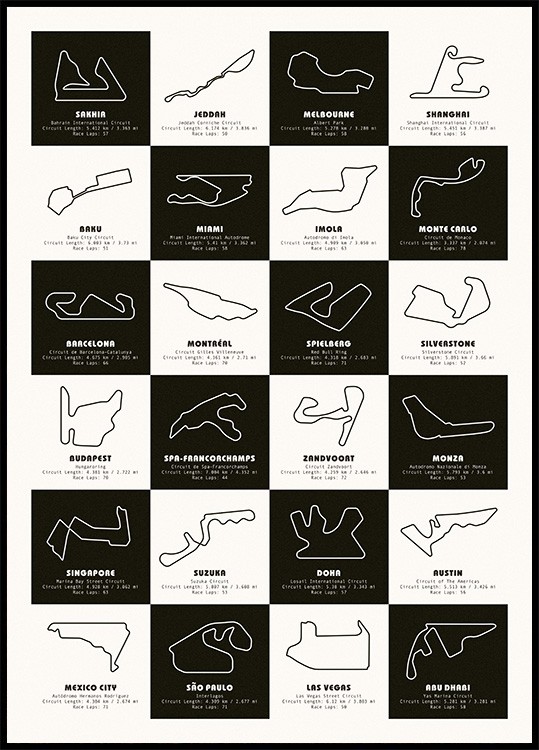 SAKHIR
Bahrain International Circuit
Circuit Length: 5.412 km / 3.363 mi
Race Laps: 57
JEDDAH
Jeddah Corniche Circuit
Circuit Length: 6.174 km / 3.836 mi
Race Laps: 50
MELBOURNE
Albert Park
Circuit Length: 5.278 km / 3.280 mi
Race Laps: 58
SHANGHAI
Shanghai International Circuit
Circuit Length: 5.451 km / 3.387 mi
Race Laps: 56
BAKU
Baku City Circuit
Circuit Length: 6.003 km / 3.73 mi
Race Laps: 51
MIAMI
Miami International Autodrome
Circuit Length: 5.41 km / 3.362 mi
Race Laps: 58
IMOLA
Autodromo di Imola
Circuit Length: 4.909 km / 3.050 mi
Race Laps: 63
MONTE CARLO
Circuit de Monaco
Circuit Length: 3.337 km / 2.074 mi
Race Laps: 78
BARCELONA
Circuit de Barcelona-Catalunya
Circuit Length: 4.675 km / 2.905 mi
Race Laps: 66
MONTRÉAL
Circuit Gilles Villeneuve
Circuit Length: 4.361 km / 2.71 mi
Race Laps: 70
SPIELBERG
Red Bull Ring
Circuit Length: 4.318 km / 2.683 mi
Race Laps: 71
SILVERSTONE
Silverstone Circuit
Circuit Length: 5.891 km / 3.66 mi
Race Laps: 52
BUDAPEST
Hungaroring
Circuit Length: 4.381 km / 2.722 mi
Race Laps: 70
SPA-FRANCORCHAMPS
Circuit de Spa-Francorchamps
Circuit Length: 7.004 km / 4.352 mi
Race Laps: 44
ZANDVOORT
Circuit Zandvoort
Circuit Length: 4.259 km / 2.646 mi
Race Laps: 72
MONZA
Autodromo Nazionale di Monza
Circuit Length: 5.793 km / 3.6 mi
Race Laps: 53
SINGAPORE
Marina Bay Street Circuit
Circuit Length: 4.928 km / 3.062 mi
Race Laps: 63
SUZUKA
Suzuka Circuit
Circuit Length: 5.807 km / 3.608 mi
Race Laps: 53
DOHA
Losail International Circuit
Circuit Length: 5.38 km / 3.343 mi
Race Laps: 57
AUSTIN
Circuit of The Americas
Circuit Length: 5.513 km / 3.426 mi
Race Laps: 56
MEXICO CITY
Autódromo Hermanos Rodríguez
Circuit Length: 4.304 km / 2.674 mi
Race Laps: 71
SÃO PAULO
Interlagos
Circuit Length: 4.309 km / 2.677 mi
Race Laps: 71
LAS VEGAS
Las Vegas Street Circuit
Circuit Length: 6.12 km / 3.803 mi
Race Laps: 50
ABU DHABI
Yas Marina Circuit
Circuit Length: 5.281 km / 3.281 mi
Race Laps: 58